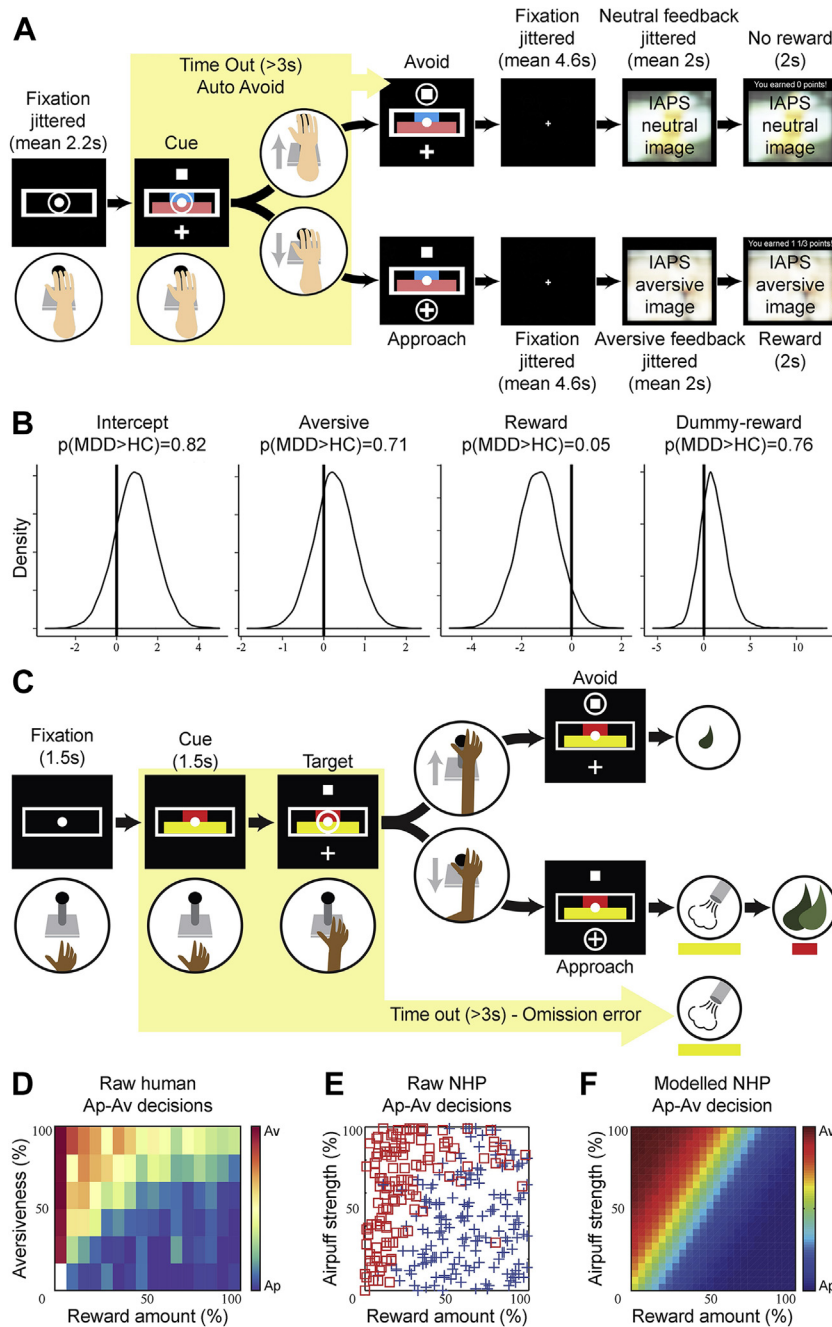 A
Fixation
jittered
(mean 2.2s)
Cue
Time Out (>3s)
Auto Avoid
Avoid
Fixation
jittered
(mean 4.6s)
Neutral feedback
jittered
(mean 2s)
No reward
(2s)
IAPS
neutral
image
You earned 0 points!
IAPS
neutral
image
Approach
Fixation
jittered
(mean 4.6s)
IAPS
aversive
image
Aversive feedback
jittered
(mean 2s)
You earned 1 1/3 points!
IAPS
aversive
image
Reward
(2s)
B
Intercept
p(MDD>HC)=0.82
Aversive
p(MDD>HC)=0.71
Reward
p(MDD>HC)=0.05
Dummy-reward
p(MDD>HC)=0.76
Density
-2 0 2 4
-2 -1 0 1 2
-4 -2 0 2
-5 0 5 10
C
Fixation
(1.5s)
Cue
(1.5s)
Target
Avoid
Approach
Time out (>3s) - Omission error
D
Raw human
Ap-Av decisions
Aversiveness (%)
100
50
0 50 100
Reward amount (%)
Av
Ap
E
Raw NHP
Ap-Av decisions
Airpuff strength (%)
100
50
0 50 100
Reward amount (%)
F
Modelled NHP
Ap-Av decision
Airpuff strength (%)
100
50
0 50 100
Reward amount (%)
Av
Ap